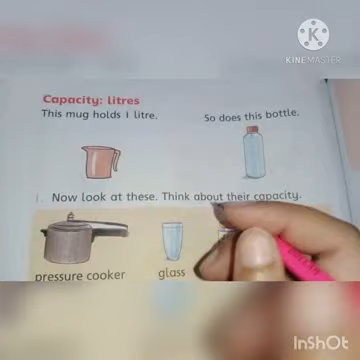 KINEMASTER
Capacity: litres
This mug holds 1 litre.
So does this bottle.
1. Now look at these. Think about their capacity.
pressure cooker
glass
InShOt